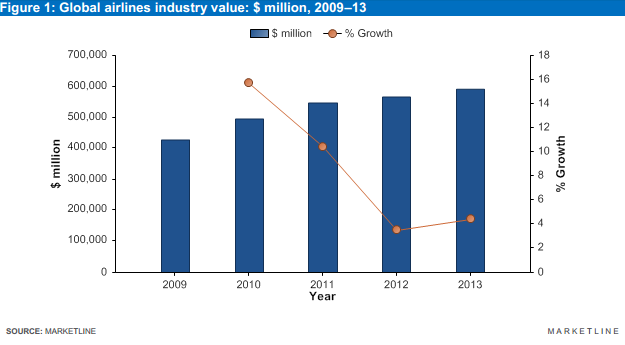 Figure 1: Global airlines industry value: $ million, 2009–13
$ million % Growth
700,000 18
600,000 16
500,000 14
400,000 12
300,000 10
200,000 8
100,000 6
0 4
2
0
$ million
% Growth
2009 2010 2011 2012 2013
Year
SOURCE: MARKETLINE MARKETLINE